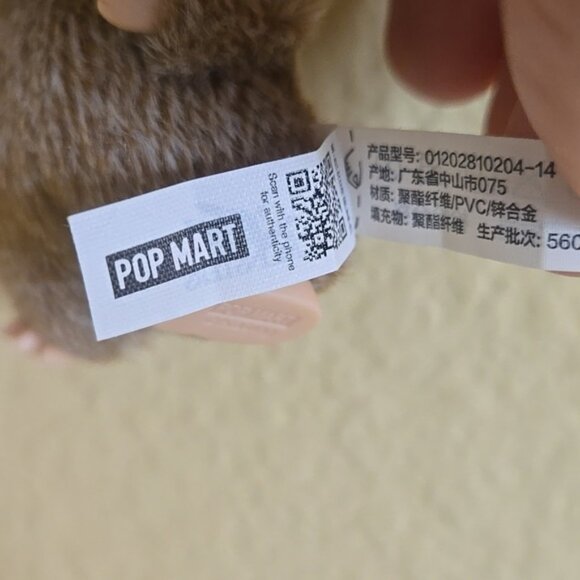 POP MART
Scan with the phone
for authenticity
产品型号: 01202810204-14
产地: 广东省中山市075
材质: 聚酯纤维/PVC/锌合金
填充物: 聚酯纤维 生产批次: 560
POP MART